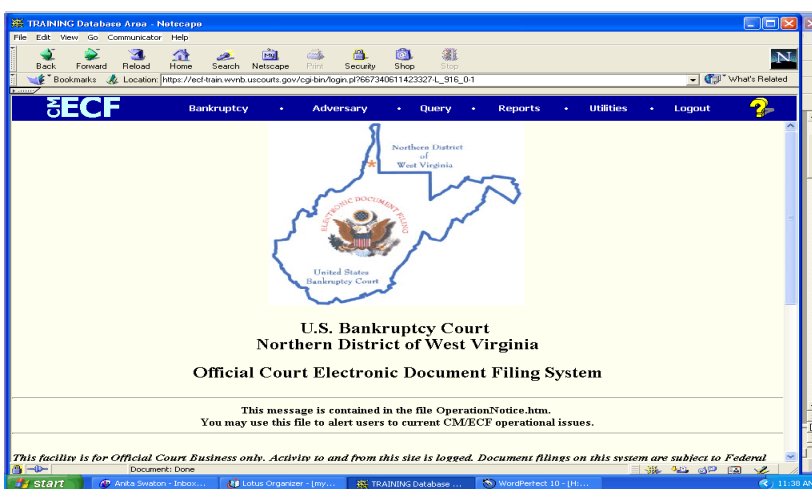 TRAINING Database Area - Netscape
File Edit View Go Communicator Help
Back Forward Reload Home Search Netscape Print Security Shop Stop
Bookmarks Location: https://ecf-train.wvnb.uscourts.gov/cgi-bin/login.pl?667340611423327-L_916_0-1 What's Related
CM/ECF Bankruptcy • Adversary • Query • Reports • Utilities • Logout ?
Northern District
of
West Virginia
ELECTRONIC DOCUMENT FILING
United States
Bankruptcy Court
U.S. Bankruptcy Court
Northern District of West Virginia
Official Court Electronic Document Filing System
This message is contained in the file OperationNotice.htm.
You may use this file to alert users to current CM/ECF operational issues.
This facility is for Official Court Business only. Activity to and from this site is logged. Document filings on this system are subject to Federal
Document: Done
start Anita Swaton - Inbox... Lotus Organizer - [my... TRAINING Database ... WordPerfect 10 - [H:... 11:38 AM